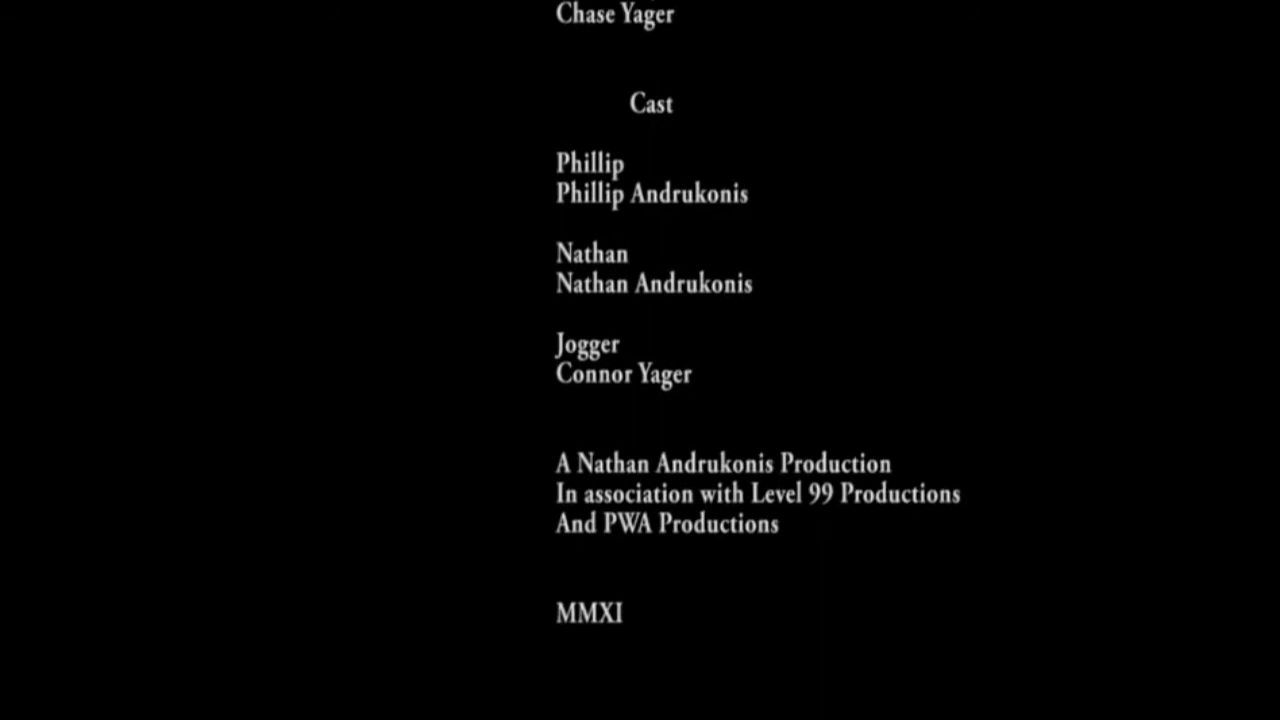 Chase Yager
Cast
Phillip
Phillip Andrukonis
Nathan
Nathan Andrukonis
Jogger
Connor Yager
A Nathan Andrukonis Production
In association with Level 99 Productions
And PWA Productions
MMXI